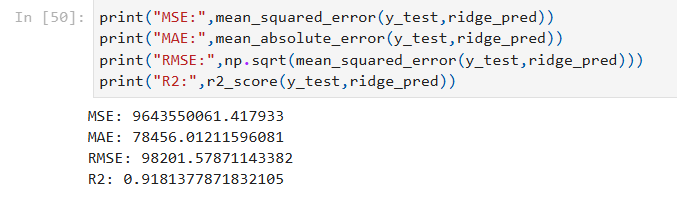 In [50]:
print("MSE:",mean_squared_error(y_test,ridge_pred))
print("MAE:",mean_absolute_error(y_test,ridge_pred))
print("RMSE:",np.sqrt(mean_squared_error(y_test,ridge_pred)))
print("R2:",r2_score(y_test,ridge_pred))
MSE: 9643550061.417933
MAE: 78456.01211596081
RMSE: 98201.57871143382
R2: 0.9181377871832105